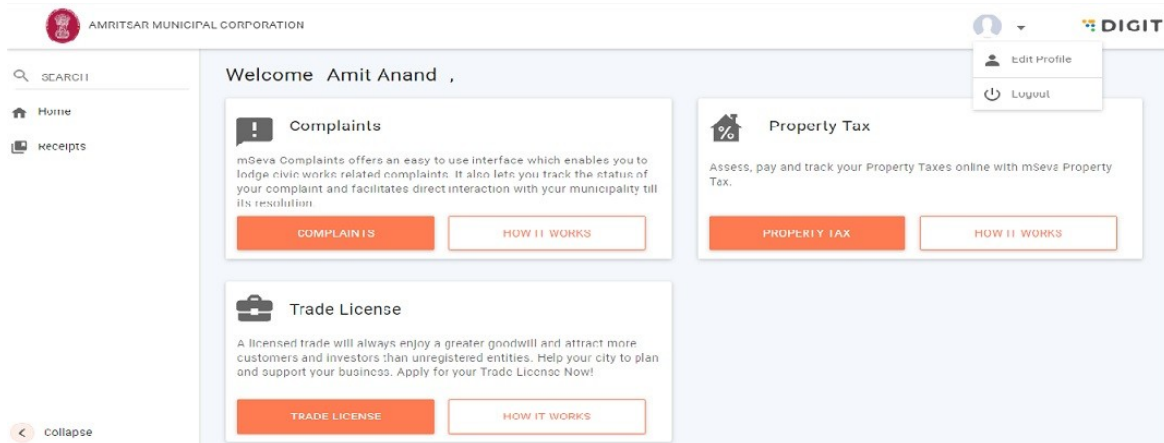 AMRITSAR MUNICIPAL CORPORATION
DIGIT
SEARCH
Home
Receipts
Collapse
Edit Profile
Logout
Welcome Amit Anand ,
Complaints
mSeva Complaints offers an easy to use interface which enables you to
lodge civic works related complaints. It also lets you track the status of
your complaint and facilitates direct interaction with your municipality till
its resolution
COMPLAINTS
HOW IT WORKS
Property Tax
Assess, pay and track your Property Taxes online with mSeva Property
Tax.
PROPERTY TAX
HOW IT WORKS
Trade License
A licensed trade will always enjoy a greater goodwill and attract more
customers and investors than unregistered entities. Help your city to plan
and support your business. Apply for your Trade License Now!
TRADE LICENSE
HOW IT WORKS